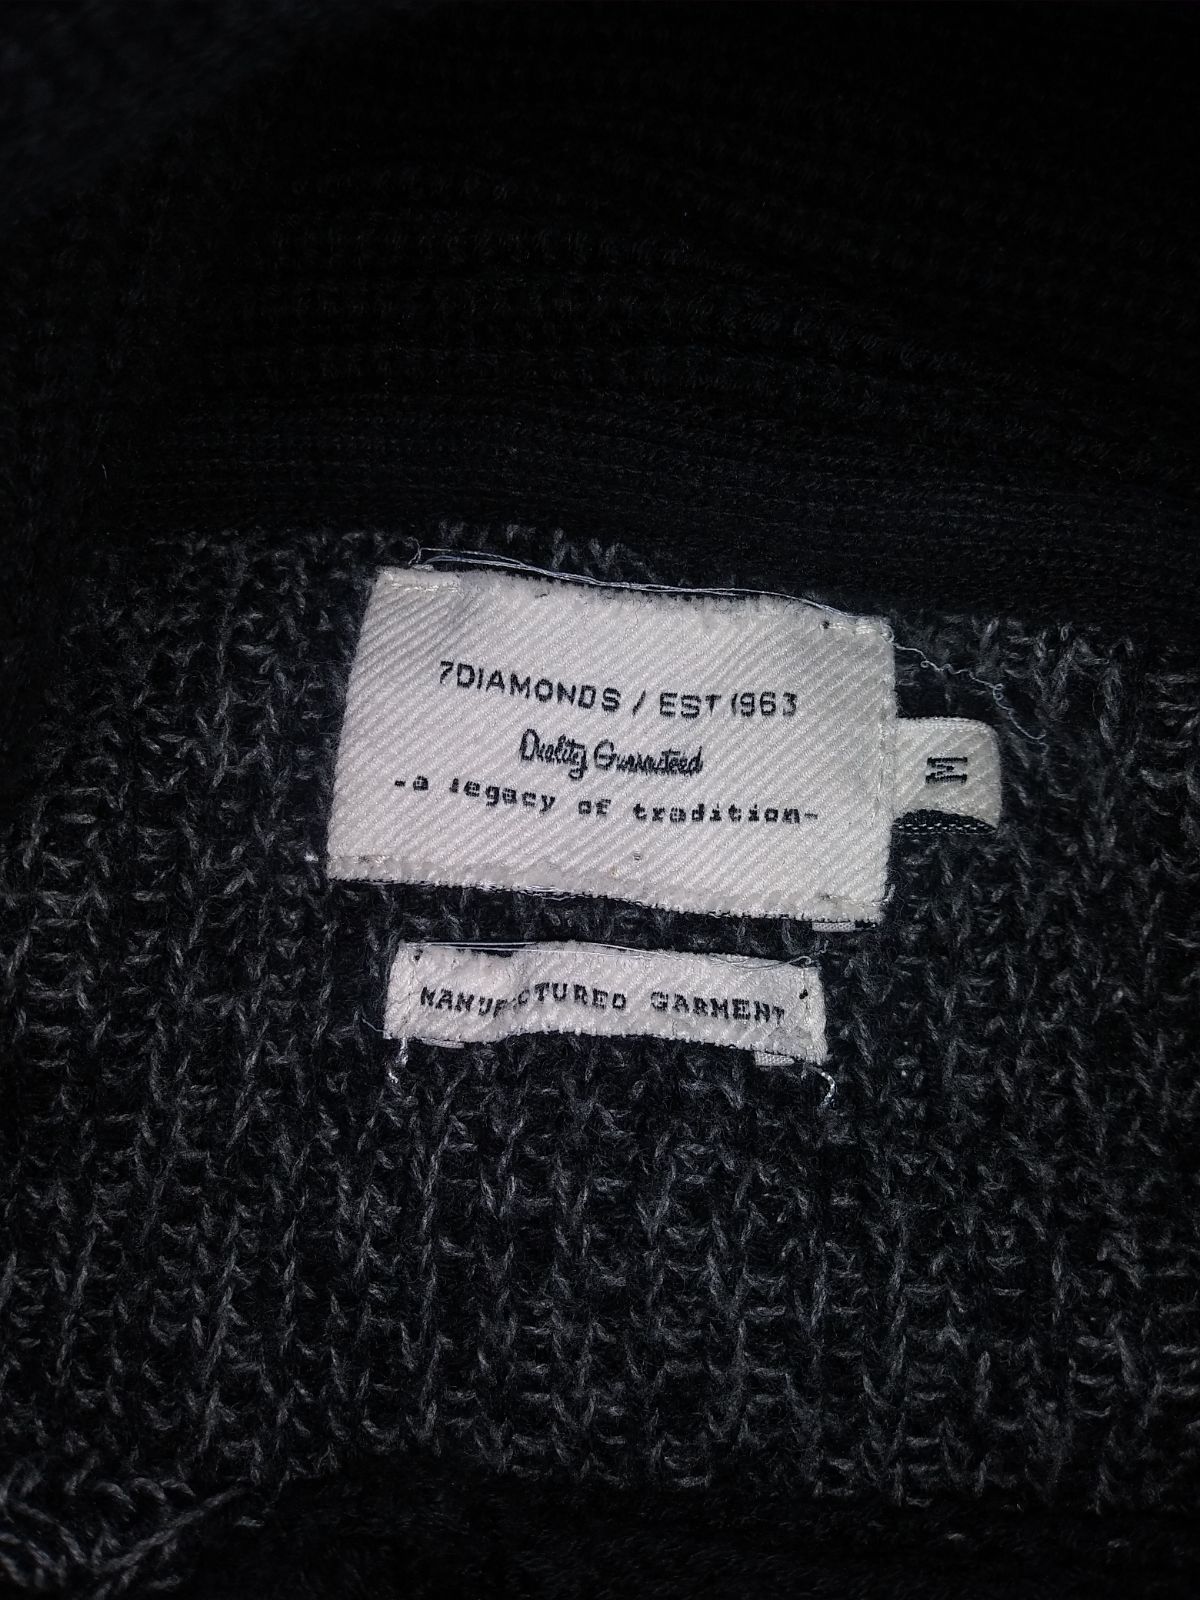 7DIAMONDS / EST 1963
Quality Guaranteed
-a legacy of tradition-
M
MANUFACTURED GARMENT